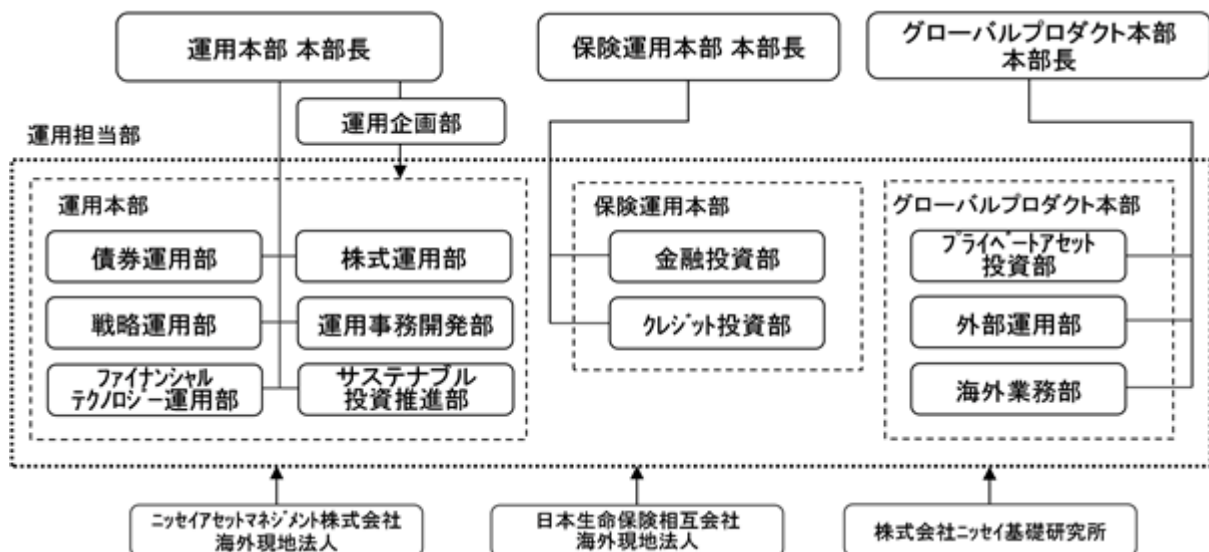 運用本部 本部長
保険運用本部 本部長
グローバルプロダクト本部
本部長
運用企画部
運用担当部
運用本部
債券運用部
株式運用部
戦略運用部
運用事務開発部
ファイナンシャル
テクノロジー運用部
サステナブル
投資推進部
保険運用本部
金融投資部
クレジット投資部
グローバルプロダクト本部
プライベートアセット
投資部
外部運用部
海外業務部
ニッセイアセットマネジメント株式会社
海外現地法人
日本生命保険相互会社
海外現地法人
株式会社ニッセイ基礎研究所